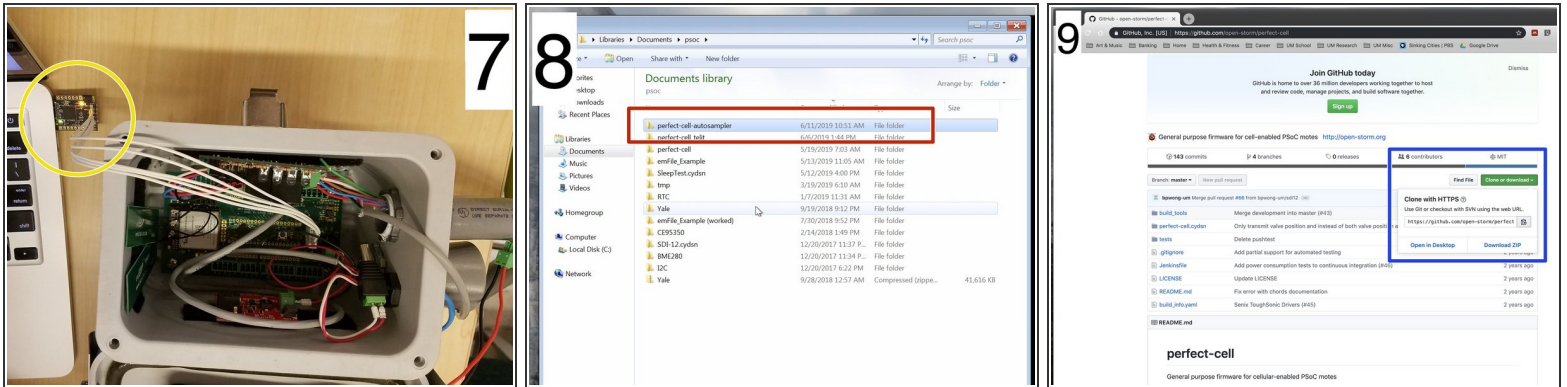 7
delete
enter
return
shift
8
Libraries ▸ Documents ▸ psoc ▸
Search psoc
Open Share with ▾ New folder
Documents library
psoc
Arrange by: Folder ▾
Size
Recent Places
Libraries
Documents
Music
Pictures
Videos
Homegroup
Computer
Local Disk (C:)
Network
perfect-cell-autosampler 6/11/2019 10:51 AM File folder
perfect-cell_telit 6/6/2019 1:44 PM File folder
perfect-cell 5/19/2019 7:03 AM File folder
emFile_Example 5/13/2019 11:05 AM File folder
SleepTest.cydsn 5/12/2019 4:00 PM File folder
tmp 3/19/2019 6:10 AM File folder
RTC 1/7/2019 11:31 AM File folder
Yale 9/19/2018 9:12 PM File folder
emFile_Example (worked) 7/30/2018 9:52 PM File folder
CE95350 2/14/2018 1:49 PM File folder
SDI-12.cydsn 12/20/2017 11:37 P... File folder
BME280 12/20/2017 11:34 P... File folder
I2C 12/20/2017 6:22 PM File folder
Yale 9/28/2018 12:57 AM Compressed (zippe... 41,616 KB
9
GitHub - open-storm/perfect-
GitHub, Inc. [US] | https://github.com/open-storm/perfect-cell
Art & Music Banking Home Health & Fitness Career UM School UM Research UM Misc Sinking Cities | PBS Google Drive
Dismiss
Join GitHub today
GitHub is home to over 36 million developers working together to host
and review code, manage projects, and build software together.
Sign up
General purpose firmware for cell-enabled PSoC motes http://open-storm.org
143 commits 4 branches 0 releases 6 contributors MIT
Branch: master ▾ New pull request Find File Clone or download ▾
bpwong-um Merge pull request #68 from bpwong-um/sdi12
Clone with HTTPS
Use Git or checkout with SVN using the web URL.
https://github.com/open-storm/perfect
Open in Desktop Download ZIP
build_tools Merge development into master (#43)
perfect-cell.cydsn Only transmit valve position and instead of both valve positi
tests Delete pushtest
.gitignore Add partial support for automated testing 2 years ago
Jenkinsfile Add power consumption tests to continuous integration (#46) 2 years ago
LICENSE Update LICENSE 2 years ago
README.md Fix error with chords documentation 2 years ago
build_info.yaml Senix ToughSonic Drivers (#45) 2 years ago
README.md
perfect-cell
General purpose firmware for cellular-enabled PSoC motes